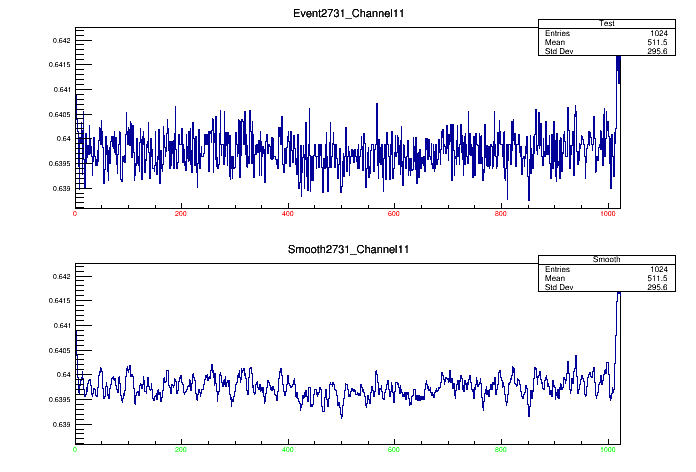 Event2731_Channel11
Test
Entries 1024
Mean 511.5
Std Dev 295.6
0.642
0.6415
0.641
0.6405
0.64
0.6395
0.639
0 200 400 600 800 1000
Smooth2731_Channel11
Smooth
Entries 1024
Mean 511.5
Std Dev 295.6
0.642
0.6415
0.641
0.6405
0.64
0.6395
0.639
0 200 400 600 800 1000